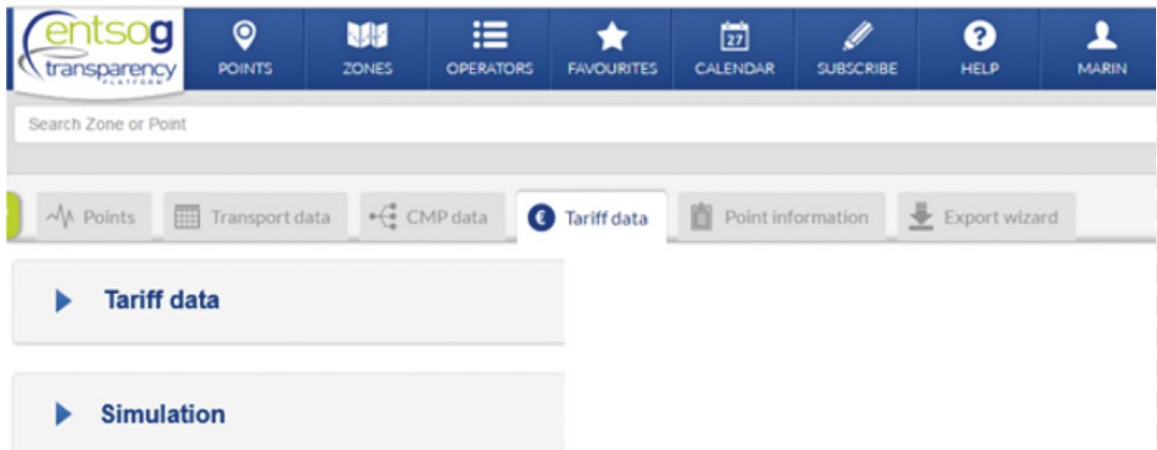 entsog
transparency
PLATFORM
POINTS ZONES OPERATORS FAVOURITES 27 CALENDAR SUBSCRIBE ? HELP MARIN
Search Zone or Point
Points Transport data CMP data € Tariff data Point information Export wizard
Tariff data
Simulation